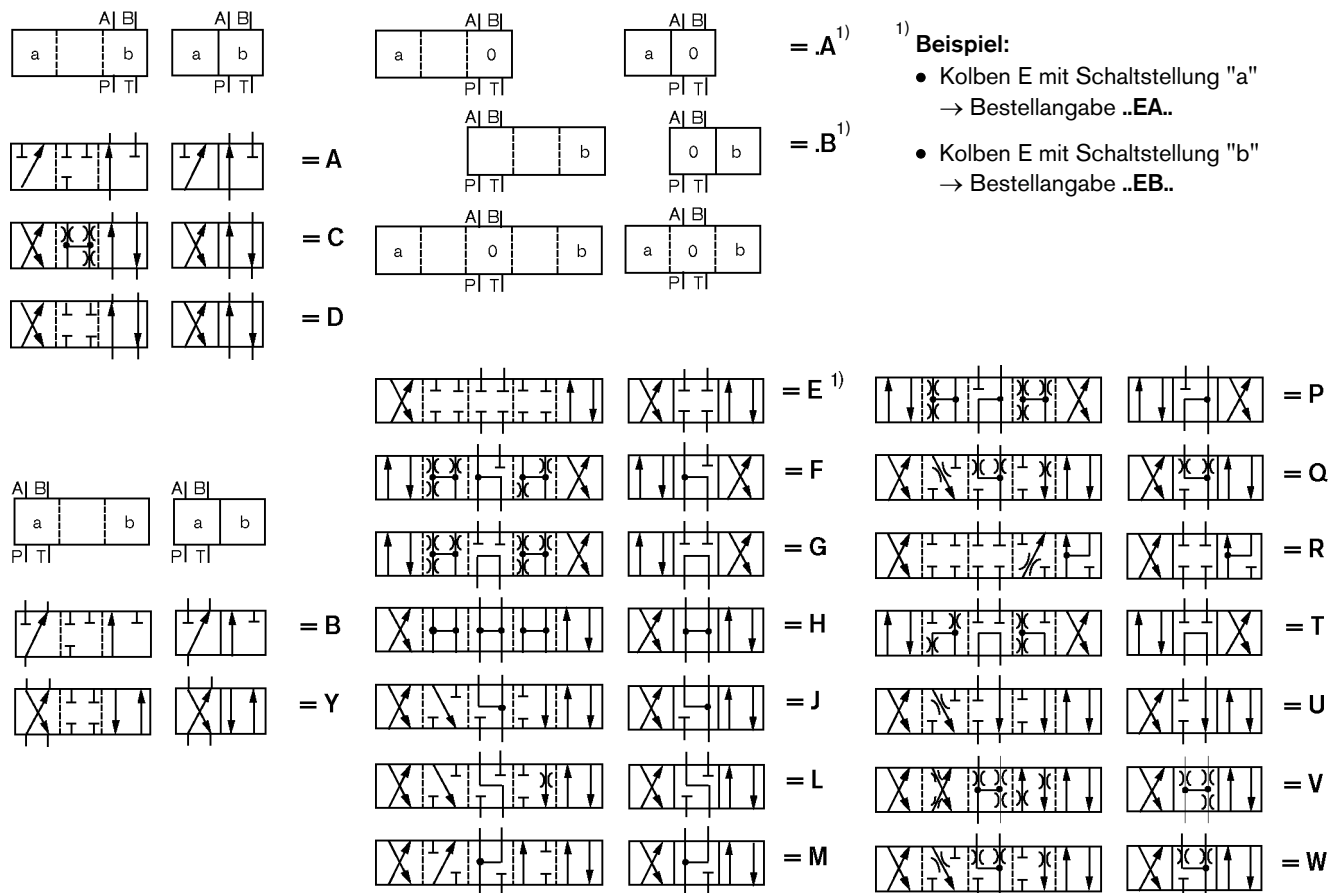 A B A B
a b a b
P T P T
= A
= C
= D
A B A B
a b a b
P T P T
= B
= Y
A B A B
a 0 a 0 = .A 1)
P T P T
A B A B
b 0 b = .B 1)
P T P T
A B A B
a 0 b a 0 b
P T P T
1) Beispiel:
• Kolben E mit Schaltstellung "a"
→ Bestellangabe ..EA..
• Kolben E mit Schaltstellung "b"
→ Bestellangabe ..EB..
= E 1)
= F
= G
= H
= J
= L
= M
= P
= Q
= R
= T
= U
= V
= W